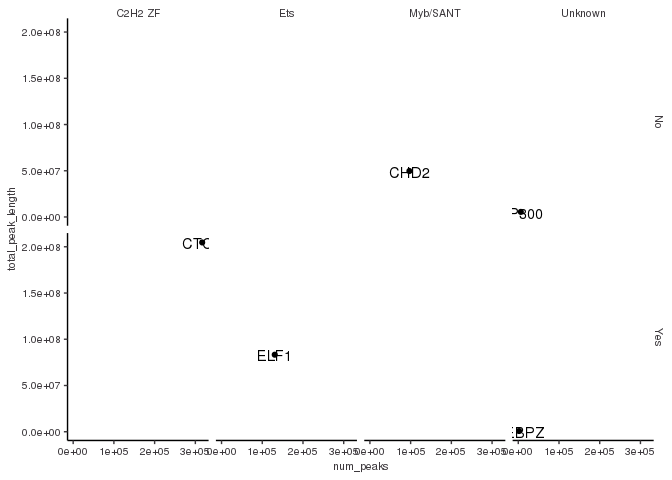 C2H2 ZF Ets Myb/SANT Unknown
2.0e+08
1.5e+08
1.0e+08
5.0e+07
0.0e+00
CHD2
P300
No
total_peak_length
2.0e+08
1.5e+08
1.0e+08
5.0e+07
0.0e+00
CTC
ELF1
EBPZ
Yes
0e+00 1e+05 2e+05 3e+05 0e+00 1e+05 2e+05 3e+05 0e+00 1e+05 2e+05 3e+05 0e+00 1e+05 2e+05 3e+05
num_peaks